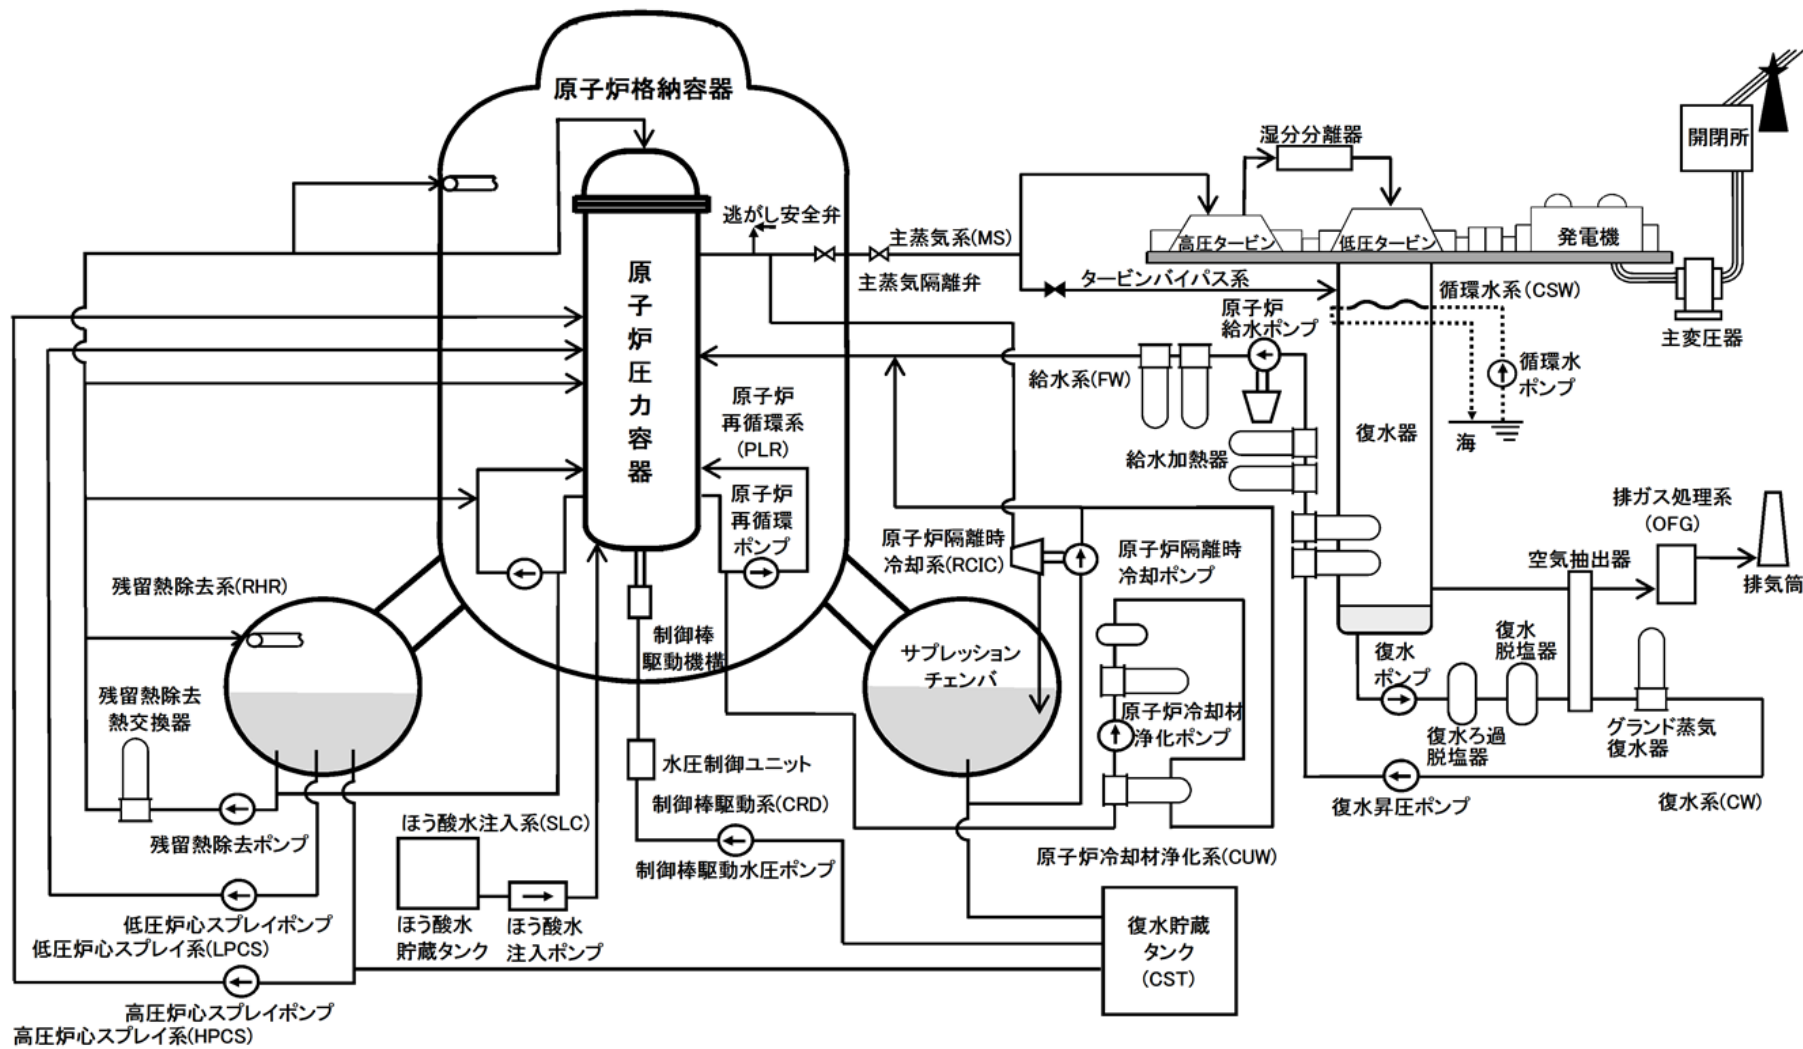 原子炉格納容器
湿分分離器
開閉所
逃がし安全弁
主蒸気系(MS)
高圧タービン
低圧タービン
発電機
原子炉圧力容器
主蒸気隔離弁
タービンバイパス系
循環水系(CSW)
原子炉
給水ポンプ
主変圧器
給水系(FW)
循環水
ポンプ
原子炉
再循環系
(PLR)
復水器
海
給水加熱器
原子炉
再循環
ポンプ
排ガス処理系
(OFG)
原子炉隔離時
冷却系(RCIC)
原子炉隔離時
冷却ポンプ
空気抽出器
排気筒
残留熱除去系(RHR)
制御棒
駆動機構
サプレッション
チェンバ
復水
ポンプ
復水
脱塩器
残留熱除去
熱交換器
原子炉冷却材
浄化ポンプ
復水ろ過
脱塩器
グランド蒸気
復水器
水圧制御ユニット
制御棒駆動系(CRD)
復水昇圧ポンプ
復水系(CW)
ほう酸水注入系(SLC)
残留熱除去ポンプ
制御棒駆動水圧ポンプ
原子炉冷却材浄化系(CUW)
低圧炉心スプレイポンプ
低圧炉心スプレイ系(LPCS)
ほう酸水
貯蔵タンク
ほう酸水
注入ポンプ
復水貯蔵
タンク
(CST)
高圧炉心スプレイポンプ
高圧炉心スプレイ系(HPCS)